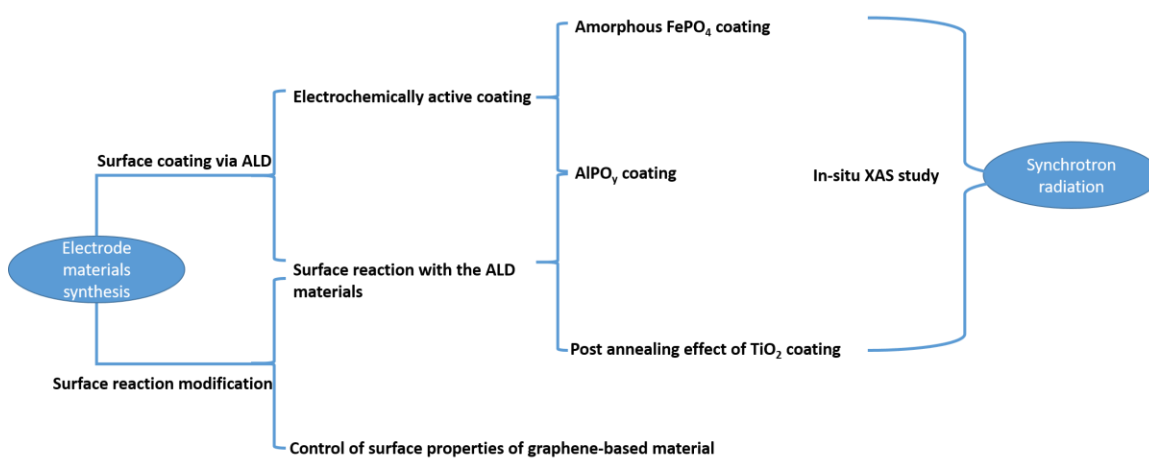 Amorphous FePO₄ coating
Electrochemically active coating
Surface coating via ALD
AlPOᵧ coating
In-situ XAS study
Synchrotron
radiation
Electrode
materials
synthesis
Surface reaction with the ALD
materials
Post annealing effect of TiO₂ coating
Surface reaction modification
Control of surface properties of graphene-based material